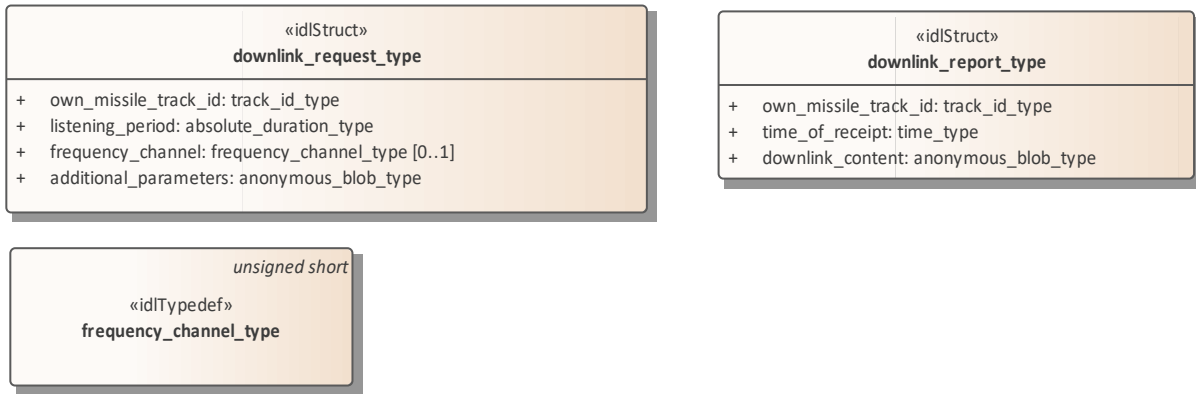 «idlStruct»
downlink_request_type
+ own_missile_track_id: track_id_type
+ listening_period: absolute_duration_type
+ frequency_channel: frequency_channel_type [0..1]
+ additional_parameters: anonymous_blob_type
«idlStruct»
downlink_report_type
+ own_missile_track_id: track_id_type
+ time_of_receipt: time_type
+ downlink_content: anonymous_blob_type
unsigned short
«idlTypedef»
frequency_channel_type